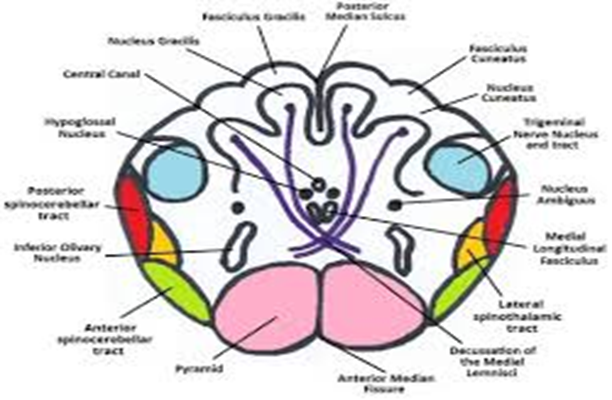 Fasciculus Gracilis
Posterior
Median Sulcus
Nucleus Gracilis
Fasciculus
Cuneatus
Central Canal
Nucleus
Cuneatus
Hypoglossal
Nucleus
Trigeminal
Nerve Nucleus
and tract
Posterior
spinocerebellar
tract
Nucleus
Ambiguus
Inferior Olivary
Nucleus
Medial
Longitudinal
Fasciculus
Lateral
spinothalamic
tract
Anterior
spinocerebellar
tract
Pyramid
Decussation of
the Medial
Lemnisci
Anterior Median
Fissure